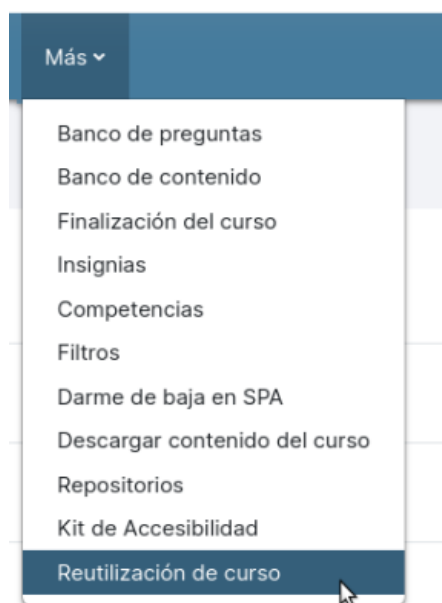 Más
Banco de preguntas
Banco de contenido
Finalización del curso
Insignias
Competencias
Filtros
Darme de baja en SPA
Descargar contenido del curso
Repositorios
Kit de Accesibilidad
Reutilización de curso